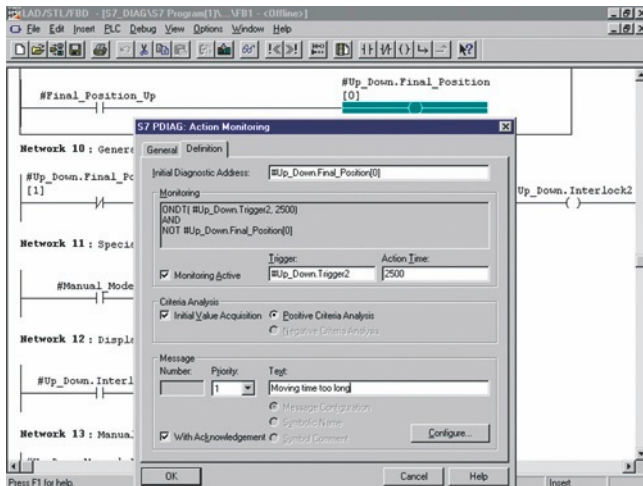 LAD/STL/FBD - [S7_DIAG\S7 Program(1)\...\FB1 - <Offline>]
File Edit Insert PLC Debug View Options Window Help
#Up_Down.Final_Position
#Final_Position_Up [0]
S7 PDIAG: Action Monitoring
General Definition
Network 10 : Genera
Initial Diagnostic Address: #Up_Down.Final_Position[0]
#Up_Down.Final_Po
[1]
Up_Down.Interlock2
Monitoring
ONDT( #Up_Down.Trigger2, 2500)
AND
NOT #Up_Down.Final_Position[0]
Network 11 : Specia
Trigger: Action Time:
Monitoring Active #Up_Down.Trigger2 2500
#Manual_Mode
Criteria Analysis
Initial Value Acquisition Positive Criteria Analysis
Negative Criteria Analysis
Network 12 : Displa
Message
Number: Priority: Text:
1 Moving time too long
#Up_Down.Interl
Message Configuration
Symbolic Name
With Acknowledgement Symbol Comment Configure...
Network 13 : Manua
OK Cancel Help
Press F1 for help. Insert